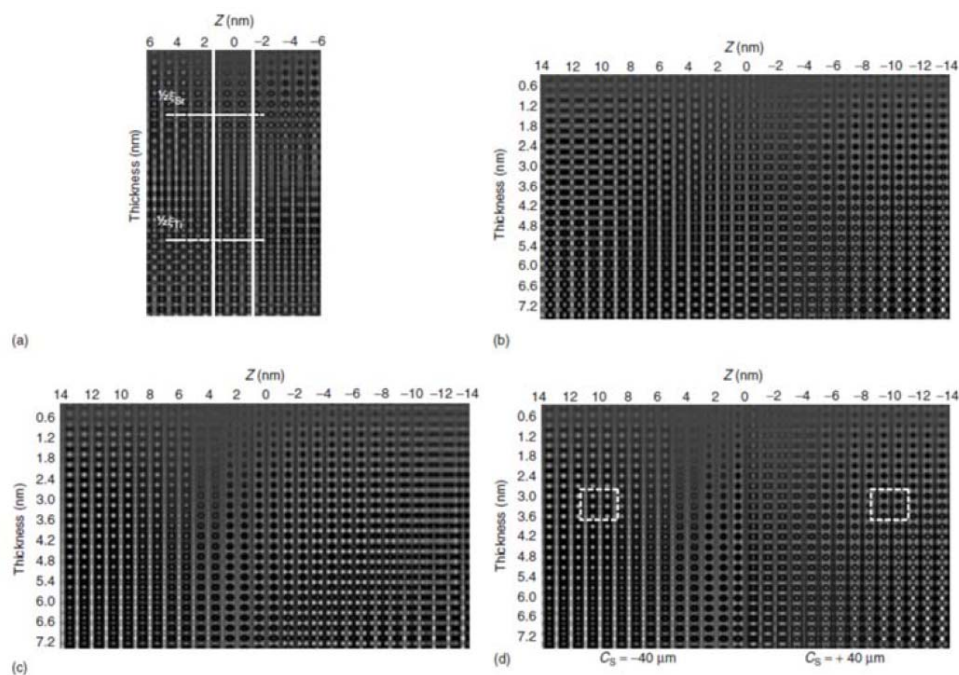 Z (nm)
6 4 2 0 −2 −4 −6
Thickness (nm)
½ξSr
½ξTi
(a)
Z (nm)
14 12 10 8 6 4 2 0 −2 −4 −6 −8 −10 −12 −14
Thickness (nm)
0.6
1.2
1.8
2.4
3.0
3.6
4.2
4.8
5.4
6.0
6.6
7.2
(b)
Z (nm)
14 12 10 8 6 4 2 0 −2 −4 −6 −8 −10 −12 −14
Thickness (nm)
0.6
1.2
1.8
2.4
3.0
3.6
4.2
4.8
5.4
6.0
6.6
7.2
(c)
Z (nm)
14 12 10 8 6 4 2 0 −2 −4 −6 −8 −10 −12 −14
Thickness (nm)
0.6
1.2
1.8
2.4
3.0
3.6
4.2
4.8
5.4
6.0
6.6
7.2
(d)
CS = −40 μm
CS = + 40 μm